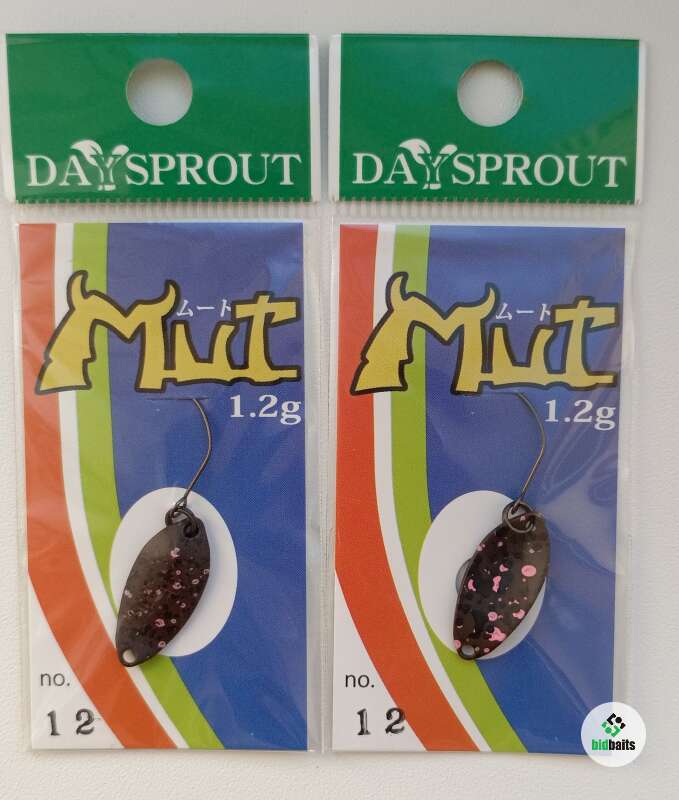 DAYSPROUT
Mut
ムート
1.2g
no.
12
DAYSPROUT
Mut
ムート
1.2g
no.
12
bidbaits